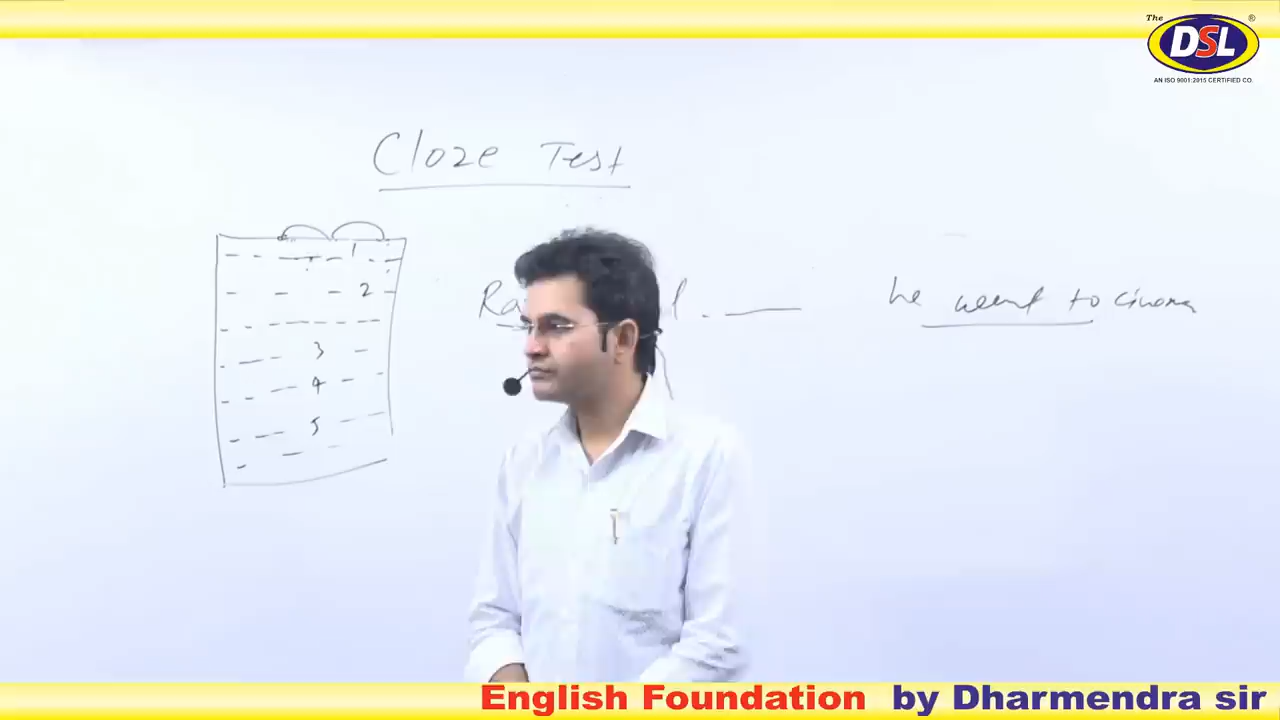 The
DSL
®
AN ISO 9001:2015 CERTIFIED CO.
Cloze Test
1
2
3
4
5
he went to cinema
English Foundation by Dharmendra sir